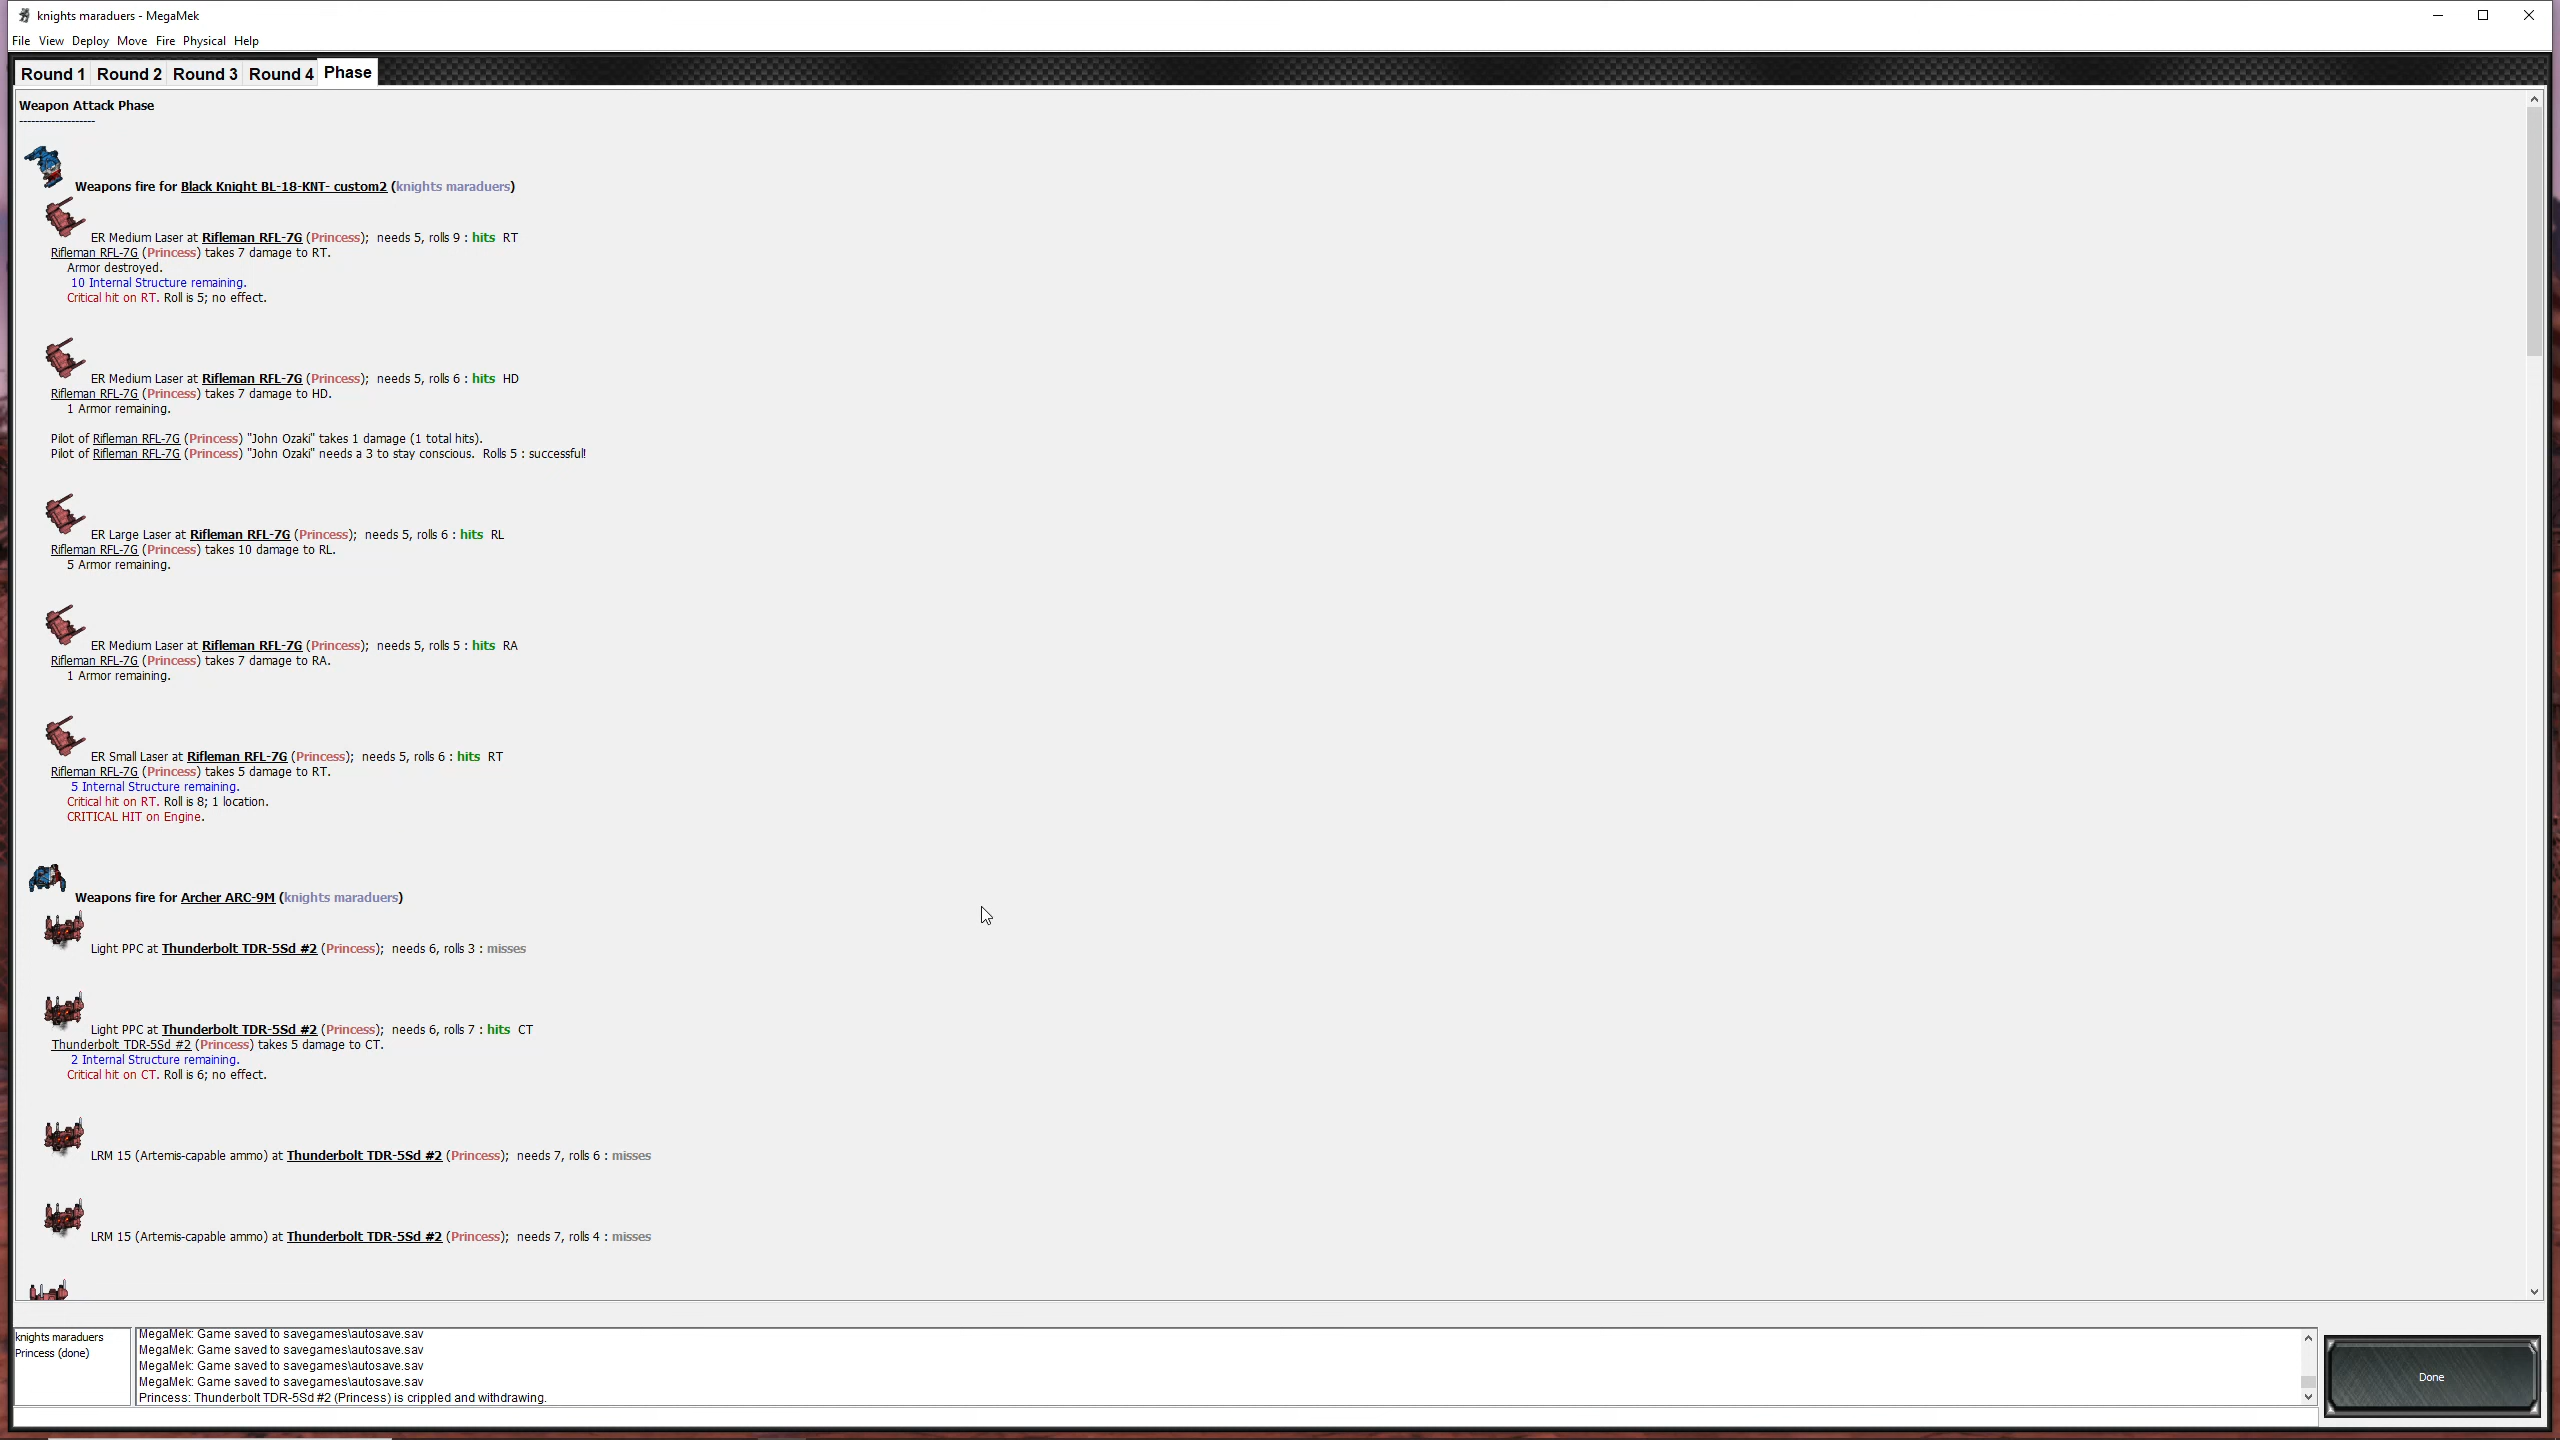 knights maraduers - MegaMek
File View Deploy Move Fire Physical Help
Round 1 Round 2 Round 3 Round 4 Phase
Weapon Attack Phase
-------------------
Weapons fire for Black Knight BL-18-KNT- custom2 (knights maraduers)
ER Medium Laser at Rifleman RFL-7G (Princess); needs 5, rolls 9 : hits RT
Rifleman RFL-7G (Princess) takes 7 damage to RT.
Armor destroyed.
10 Internal Structure remaining.
Critical hit on RT. Roll is 5; no effect.
ER Medium Laser at Rifleman RFL-7G (Princess); needs 5, rolls 6 : hits HD
Rifleman RFL-7G (Princess) takes 7 damage to HD.
1 Armor remaining.
Pilot of Rifleman RFL-7G (Princess) "John Ozaki" takes 1 damage (1 total hits).
Pilot of Rifleman RFL-7G (Princess) "John Ozaki" needs a 3 to stay conscious. Rolls 5 : successful!
ER Large Laser at Rifleman RFL-7G (Princess); needs 5, rolls 6 : hits RL
Rifleman RFL-7G (Princess) takes 10 damage to RL.
5 Armor remaining.
ER Medium Laser at Rifleman RFL-7G (Princess); needs 5, rolls 5 : hits RA
Rifleman RFL-7G (Princess) takes 7 damage to RA.
1 Armor remaining.
ER Small Laser at Rifleman RFL-7G (Princess); needs 5, rolls 6 : hits RT
Rifleman RFL-7G (Princess) takes 5 damage to RT.
5 Internal Structure remaining.
Critical hit on RT. Roll is 8; 1 location.
CRITICAL HIT on Engine.
Weapons fire for Archer ARC-9M (knights maraduers)
Light PPC at Thunderbolt TDR-5Sd #2 (Princess); needs 6, rolls 3 : misses
Light PPC at Thunderbolt TDR-5Sd #2 (Princess); needs 6, rolls 7 : hits CT
Thunderbolt TDR-5Sd #2 (Princess) takes 5 damage to CT.
2 Internal Structure remaining.
Critical hit on CT. Roll is 6; no effect.
LRM 15 (Artemis-capable ammo) at Thunderbolt TDR-5Sd #2 (Princess); needs 7, rolls 6 : misses
LRM 15 (Artemis-capable ammo) at Thunderbolt TDR-5Sd #2 (Princess); needs 7, rolls 4 : misses
knights maraduers
Princess (done)
MegaMek: Game saved to savegames\autosave.sav
MegaMek: Game saved to savegames\autosave.sav
MegaMek: Game saved to savegames\autosave.sav
MegaMek: Game saved to savegames\autosave.sav
Princess: Thunderbolt TDR-5Sd #2 (Princess) is crippled and withdrawing.
Done